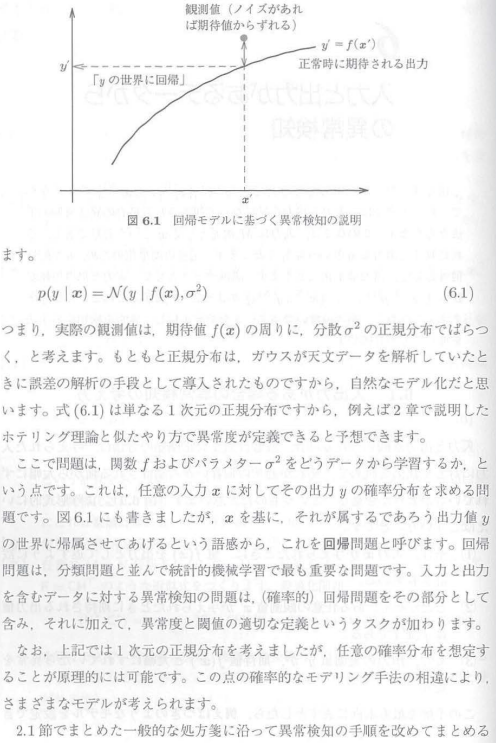 観測値（ノイズがあれ
ば期待値からずれる）
y′ = f(x′)
y′
正常時に期待される出力
「yの世界に回帰」
x′
図 6.1 回帰モデルに基づく異常検知の説明
ます。
p(y | x) = N(y | f(x), σ²) (6.1)
つまり，実際の観測値は，期待値 f(x) の周りに，分散 σ² の正規分布でばらつ
く，と考えます。もともと正規分布は，ガウスが天文データを解析していたと
きに誤差の解析の手段として導入されたものですから，自然なモデル化だと思
います。式 (6.1) は単なる 1 次元の正規分布ですから，例えば 2 章で説明した
ホテリング理論と似たやり方で異常度が定義できると予想できます。
ここで問題は，関数 f およびパラメター σ² をどうデータから学習するか，と
いう点です。これは，任意の入力 x に対してその出力 y の確率分布を求める問
題です。図 6.1 にも書きましたが，x を基に，それが属するであろう出力値 y
の世界に帰属させてあげるという語感から，これを回帰問題と呼びます。回帰
問題は，分類問題と並んで統計的機械学習で最も重要な問題です。入力と出力
を含むデータに対する異常検知の問題は，(確率的) 回帰問題をその部分として
含み，それに加えて，異常度と閾値の適切な定義というタスクが加わります。
なお，上記では 1 次元の正規分布を考えましたが，任意の確率分布を想定す
ることが原理的には可能です。この点の確率的なモデリング手法の相違により，
さまざまなモデルが考えられます。
2.1 節でまとめた一般的な処方箋に沿って異常検知の手順を改めてまとめる